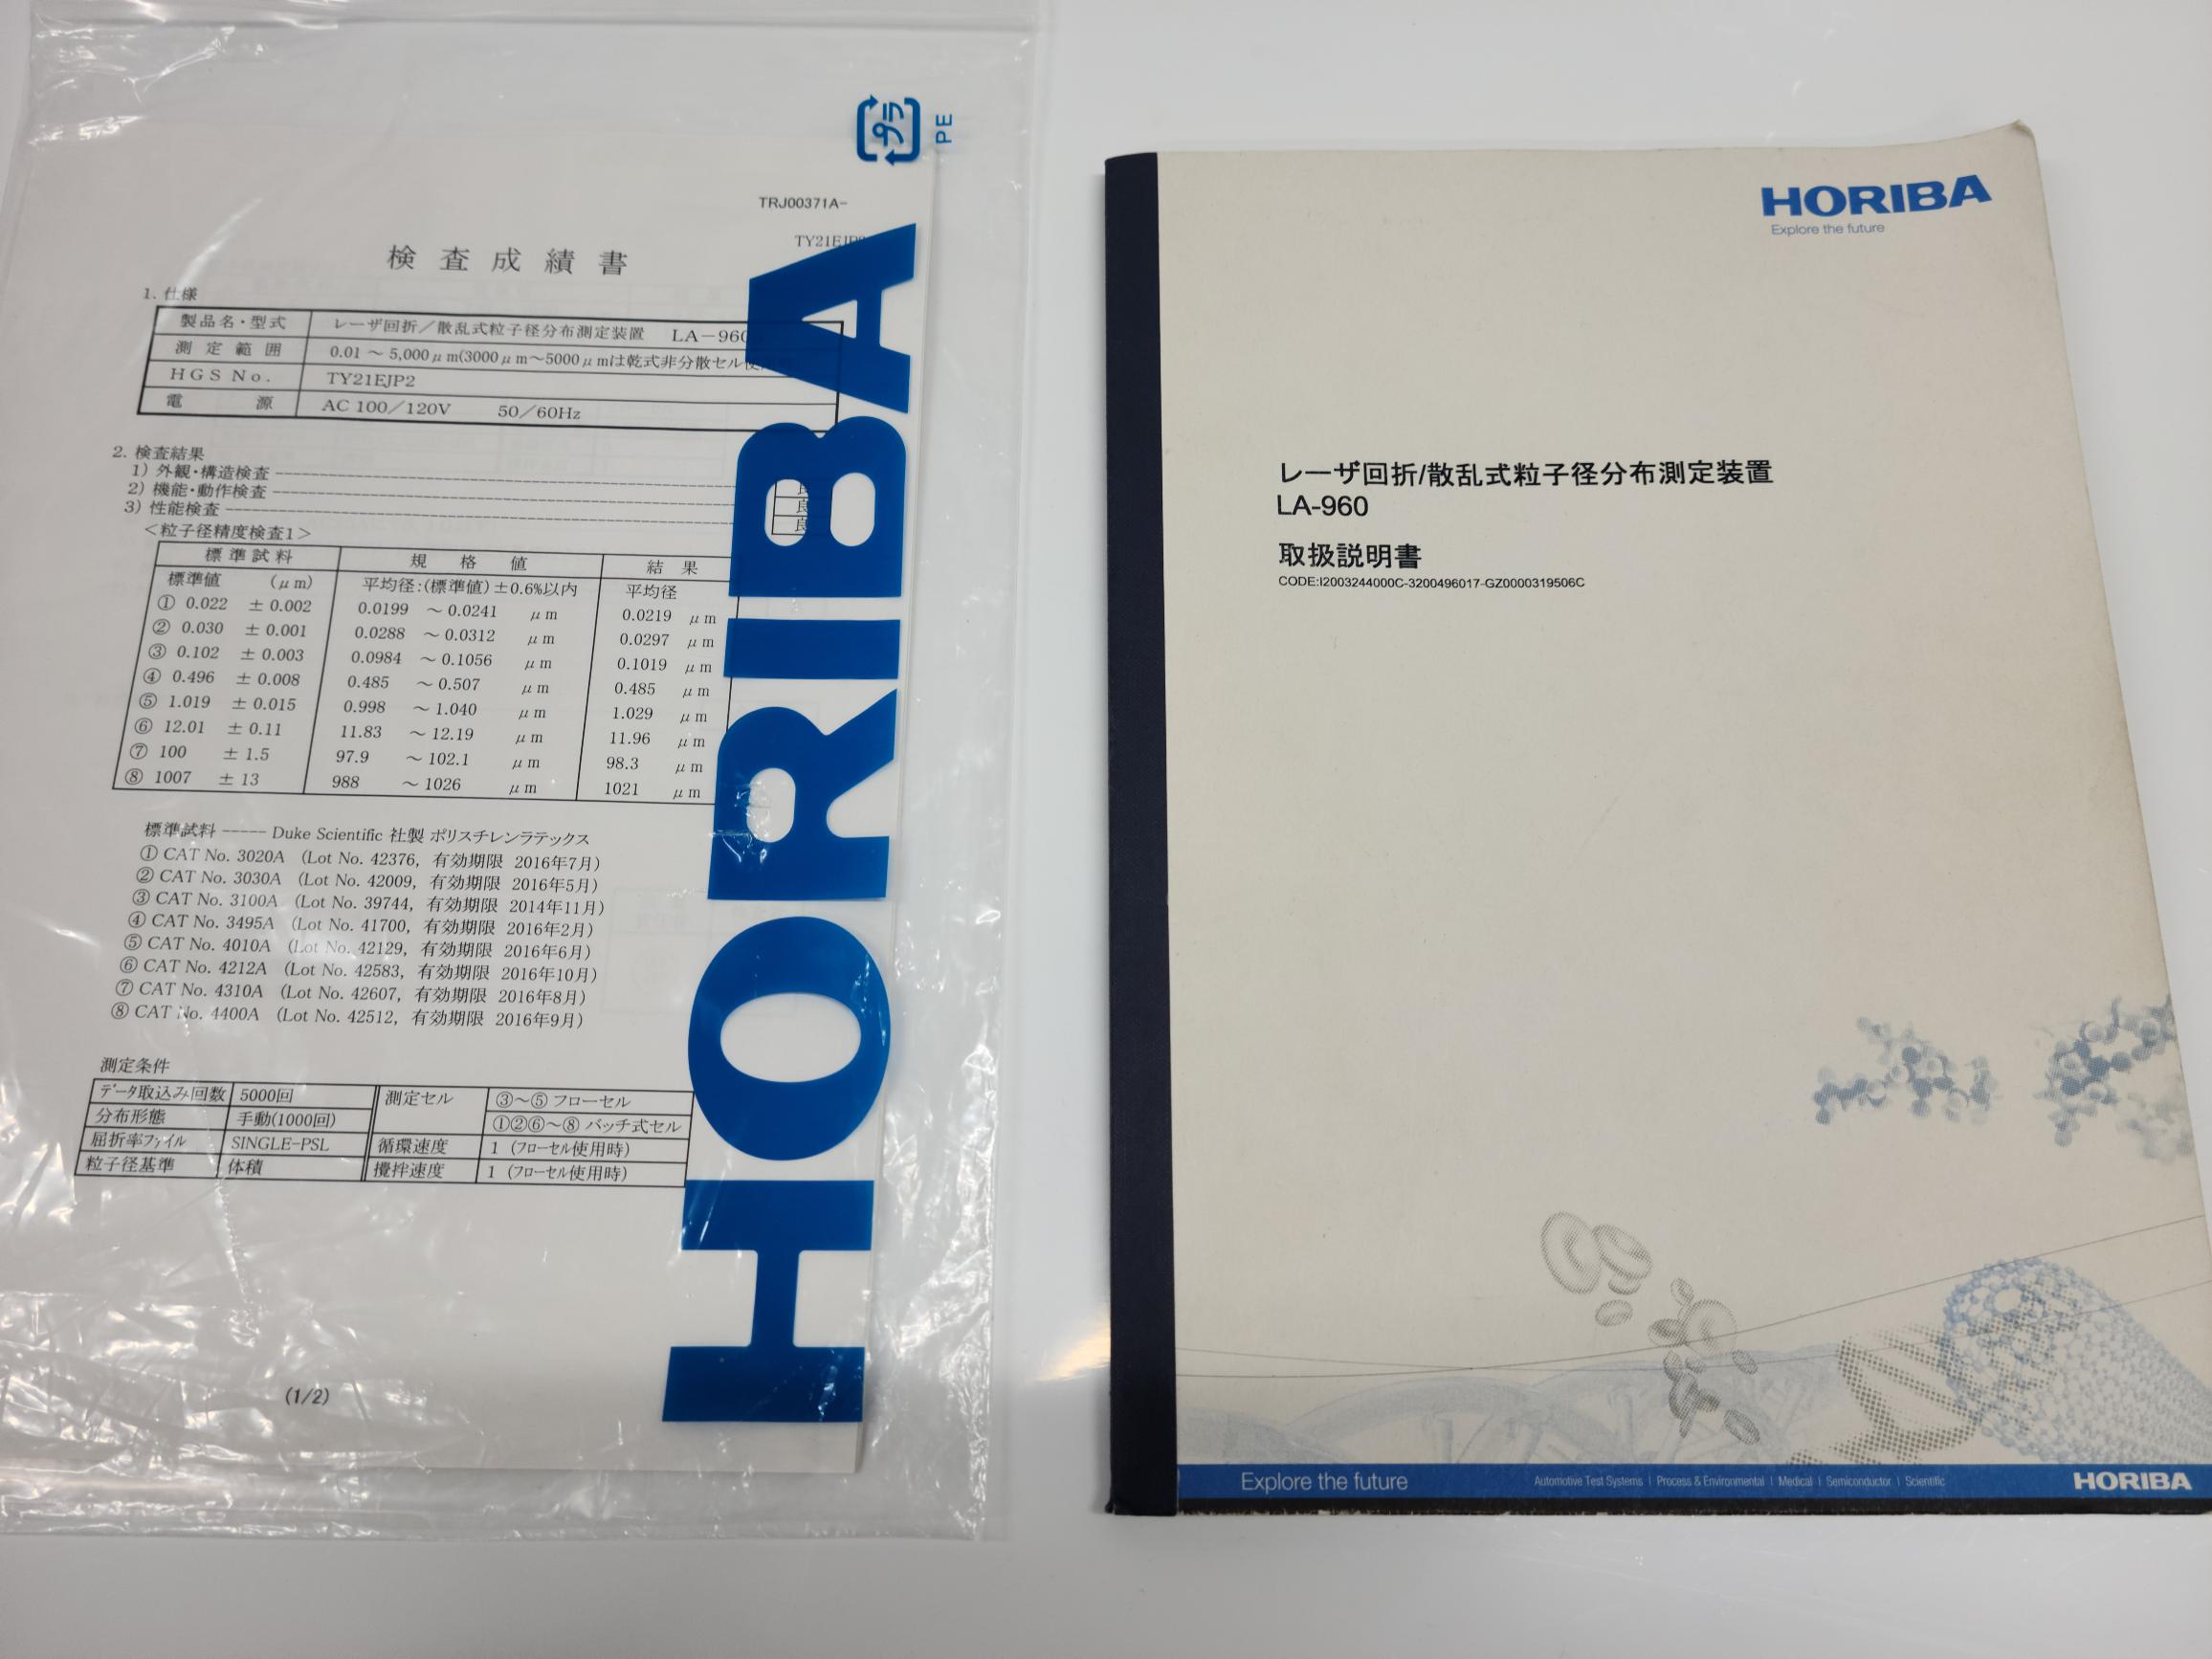 プラ
PE
TRJ00371A-
検査成績書
1. 仕様
製品名・型式 レーザ回折／散乱式粒子径分布測定装置 LA－960
測定範囲 0.01 ～ 5,000μm(3000μm～5000μmは乾式非分散セル
HGS No. TY21EJP2
電源 AC 100／120V 50／60Hz
2. 検査結果
1) 外観・構造検査 良
2) 機能・動作検査 良
3) 性能検査 良
＜粒子径精度検査1＞
標準試料 規格値 結果
標準値 (μm) 平均径:(標準値)±0.6%以内 平均径
① 0.022 ± 0.002 0.0199 ～ 0.0241 μm 0.0219 μm
② 0.030 ± 0.001 0.0288 ～ 0.0312 μm 0.0297 μm
③ 0.102 ± 0.003 0.0984 ～ 0.1056 μm 0.1019 μm
④ 0.496 ± 0.008 0.485 ～ 0.507 μm 0.485 μm
⑤ 1.019 ± 0.015 0.998 ～ 1.040 μm 1.029 μm
⑥ 12.01 ± 0.11 11.83 ～ 12.19 μm 11.96 μm
⑦ 100 ± 1.5 97.9 ～ 102.1 μm 98.3 μm
⑧ 1007 ± 13 988 ～ 1026 μm 1021 μm
標準試料 ----- Duke Scientific 社製 ポリスチレンラテックス
① CAT No. 3020A (Lot No. 42376, 有効期限 2016年7月)
② CAT No. 3030A (Lot No. 42009, 有効期限 2016年5月)
③ CAT No. 3100A (Lot No. 39744, 有効期限 2014年11月)
④ CAT No. 3495A (Lot No. 41700, 有効期限 2016年2月)
⑤ CAT No. 4010A (Lot No. 42129, 有効期限 2016年6月)
⑥ CAT No. 4212A (Lot No. 42583, 有効期限 2016年10月)
⑦ CAT No. 4310A (Lot No. 42607, 有効期限 2016年8月)
⑧ CAT No. 4400A (Lot No. 42512, 有効期限 2016年9月)
測定条件
データ取込み回数 5000回 測定セル ③～⑤ フローセル
分布形態 手動(1000回) ①②⑥～⑧ バッチ式セル
屈折率ファイル SINGLE-PSL 循環速度 1 (フローセル使用時)
粒子径基準 体積 攪拌速度 1 (フローセル使用時)
(1/2)
HORIBA
HORIBA
Explore the future
レーザ回折/散乱式粒子径分布測定装置
LA-960
取扱説明書
CODE:I2003244000C-3200496017-GZ0000319506C
Explore the future Automotive Test Systems | Process & Environmental | Medical | Semiconductor | Scientific HORIBA